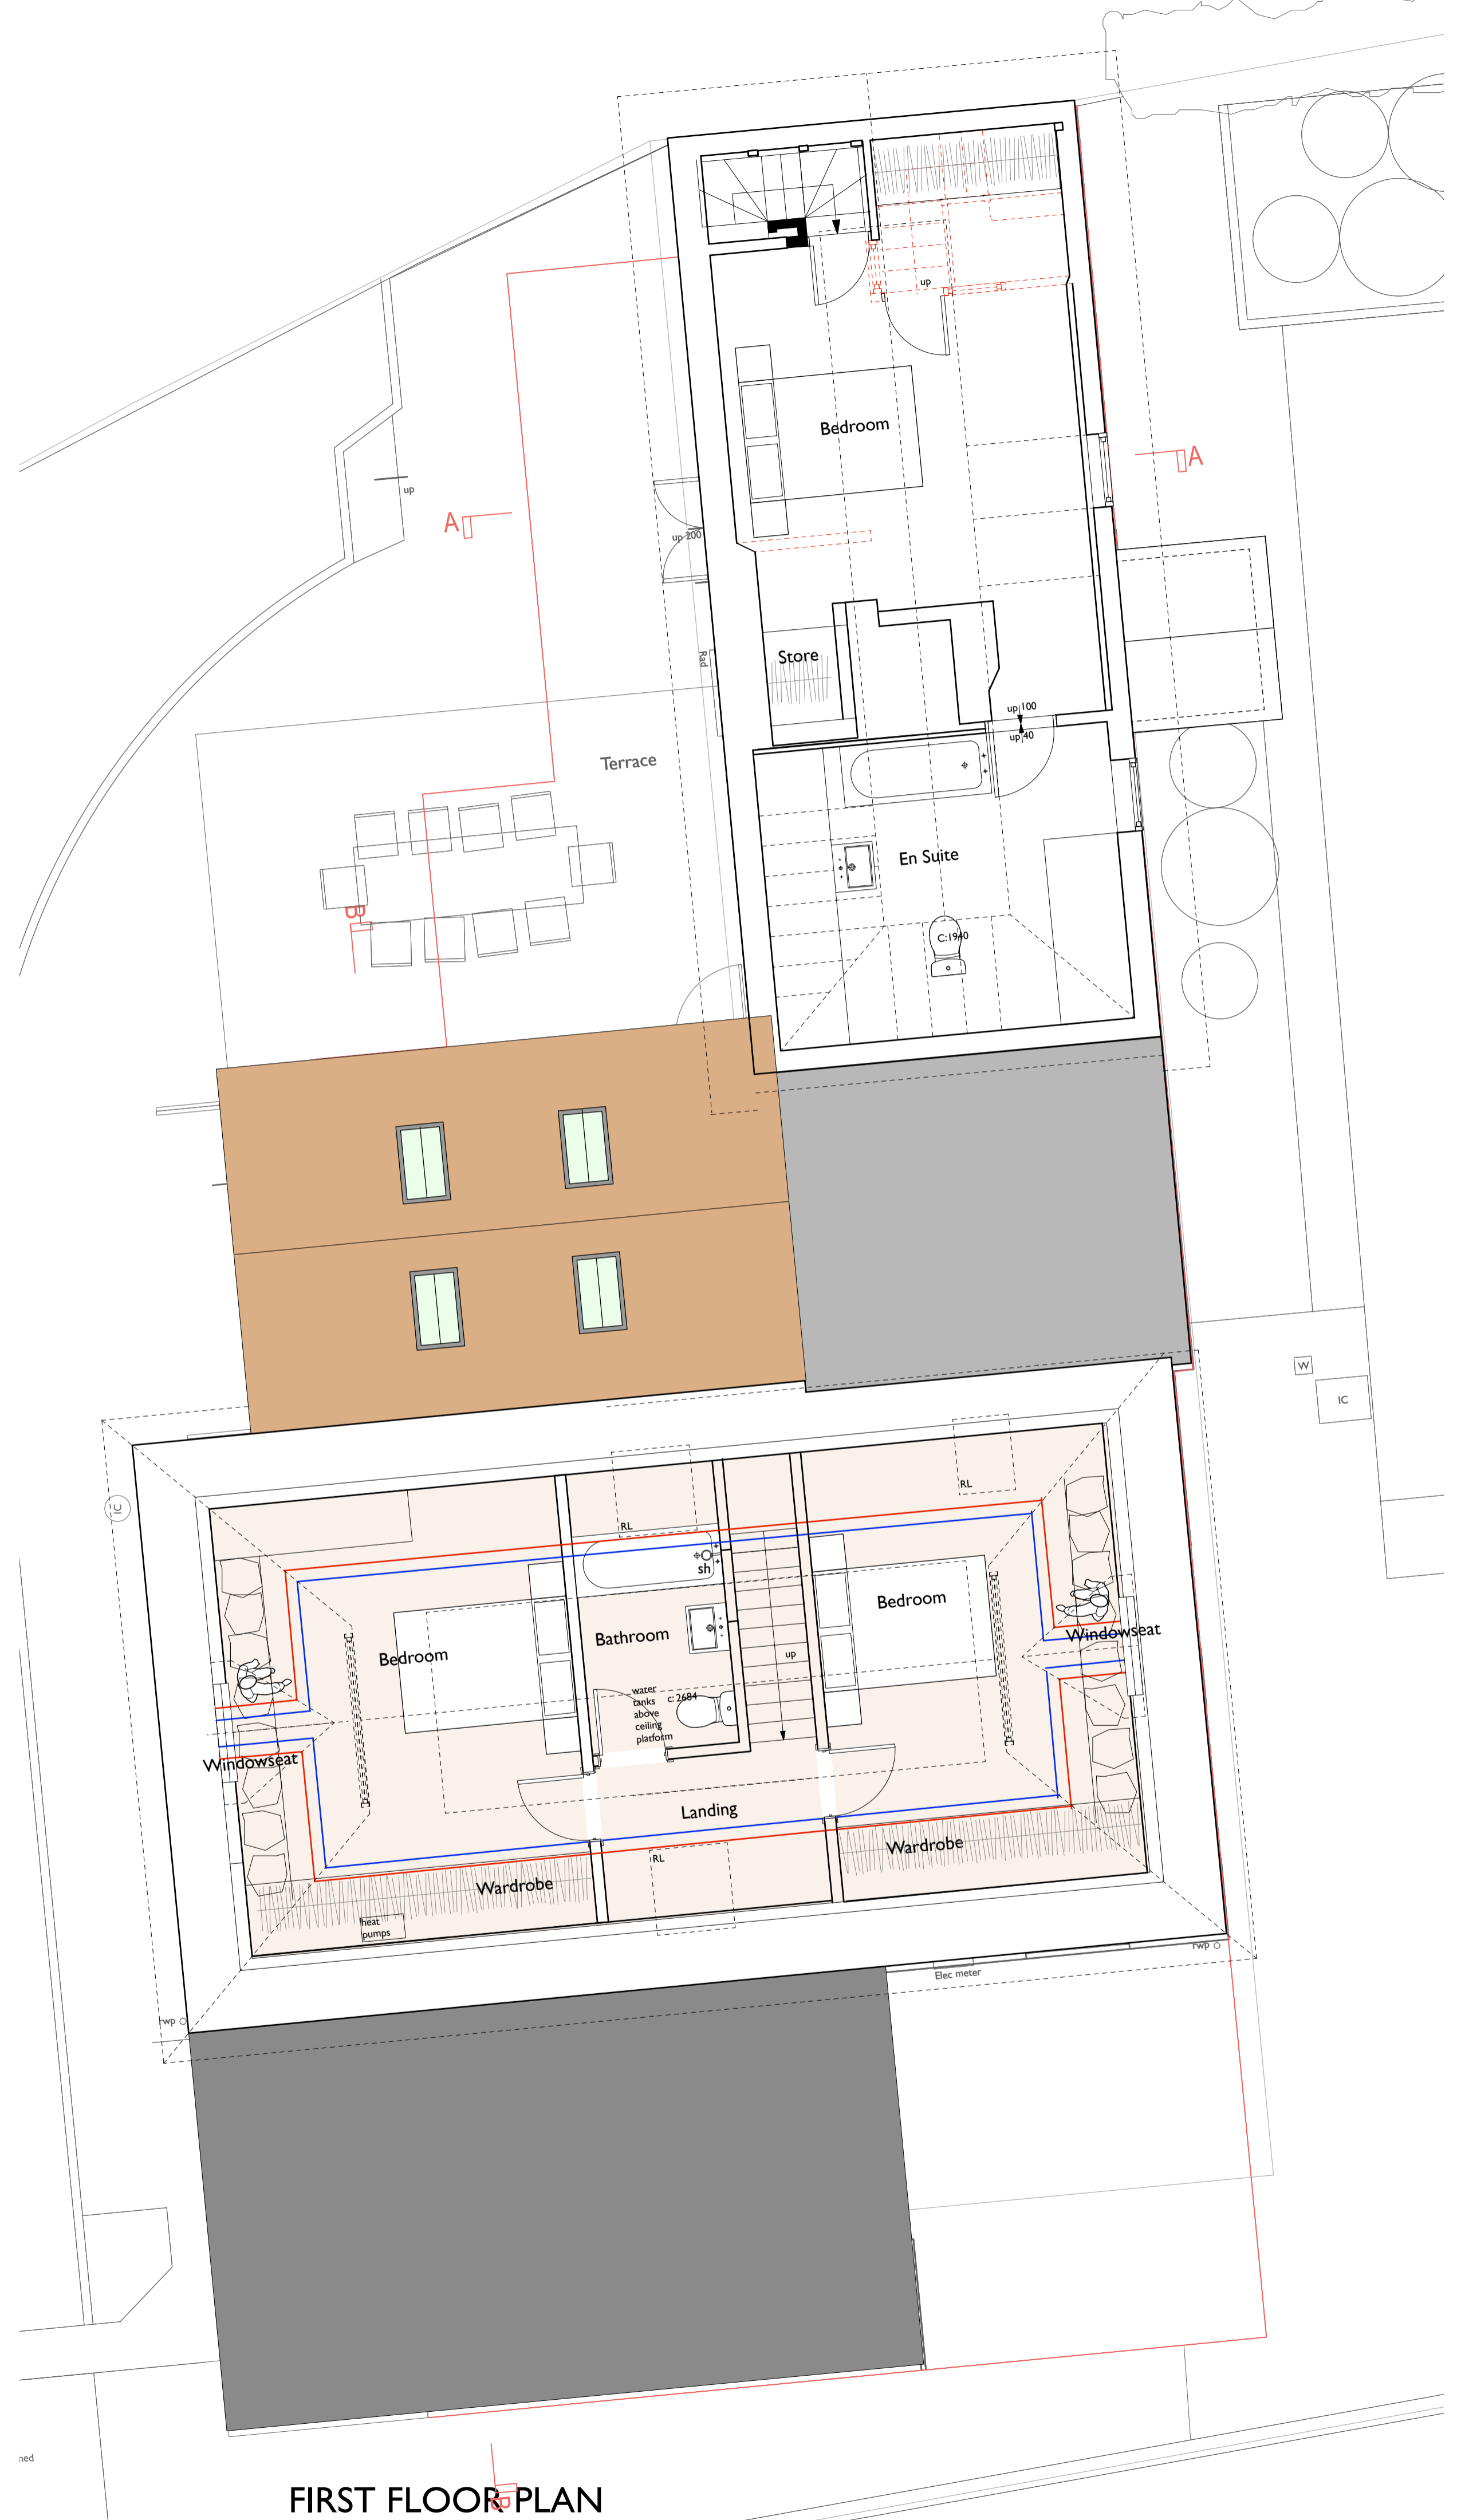 up
Bedroom
A
up
A
up 200
Store
Rad
up 100
up 40
Terrace
En Suite
B
C:1940
W
IC
RL
IC
RL
sh
Bedroom
Bathroom
Windowseat
Bedroom
up
water
tanks
above
ceiling
platform
c: 2684
Windowseat
Landing
Wardrobe
RL
Wardrobe
heat
pumps
rwp
Elec meter
rwp
ned
FIRST FLOOR PLAN
B